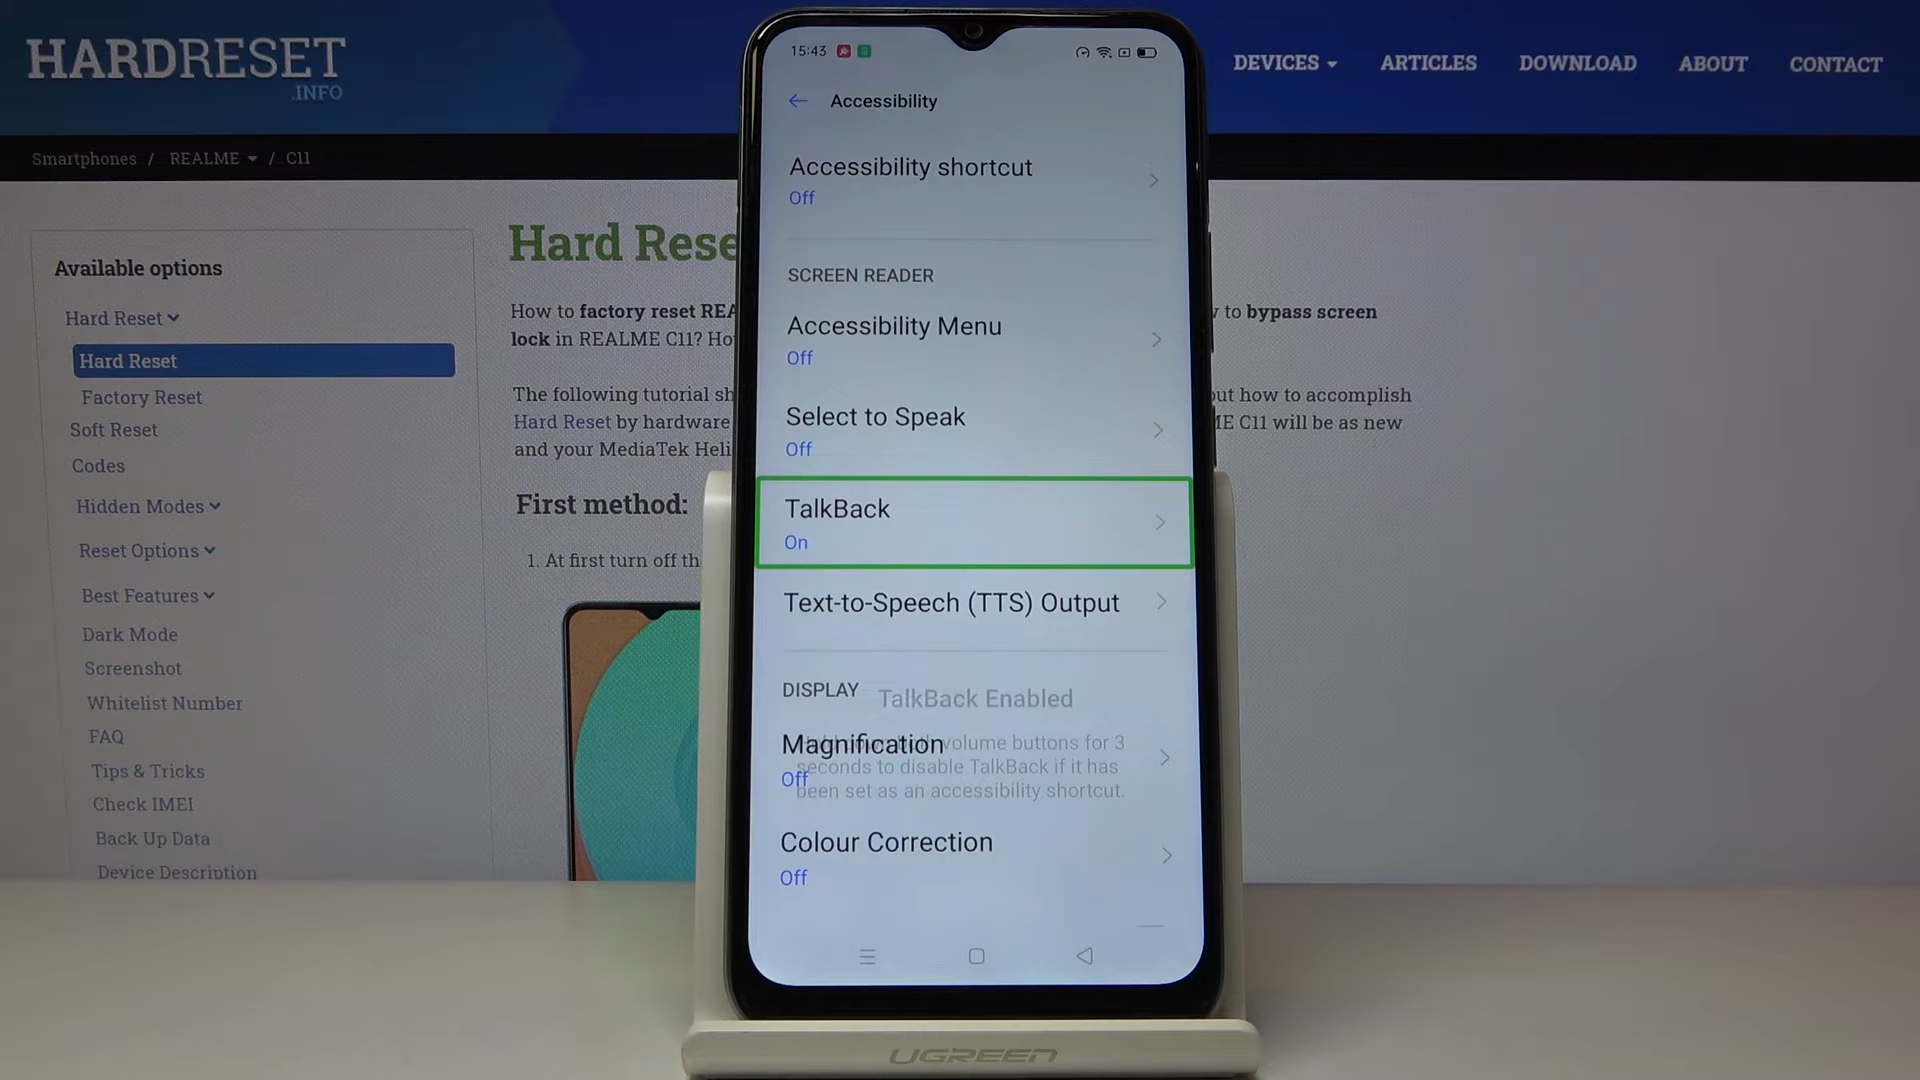 HARDRESET
.INFO
DEVICES
ARTICLES
DOWNLOAD
ABOUT
CONTACT
Smartphones / REALME / C11
Available options
Hard Reset
Hard Reset
Factory Reset
Soft Reset
Codes
Hidden Modes
Reset Options
Best Features
Dark Mode
Screenshot
Whitelist Number
FAQ
Tips & Tricks
Check IMEI
Back Up Data
Device Description
Hard Rese
How to factory reset REA
to bypass screen
lock in REALME C11? Ho
The following tutorial sh
out how to accomplish
Hard Reset by hardware
C11 will be as new
and your MediaTek Heli
First method:
1. At first turn off th
15:43
Accessibility
Accessibility shortcut
Off
SCREEN READER
Accessibility Menu
Off
Select to Speak
Off
TalkBack
On
Text-to-Speech (TTS) Output
DISPLAY
TalkBack Enabled
Magnification
Off
volume buttons for 3
seconds to disable TalkBack if it has
been set as an accessibility shortcut.
Colour Correction
Off
UGREEN